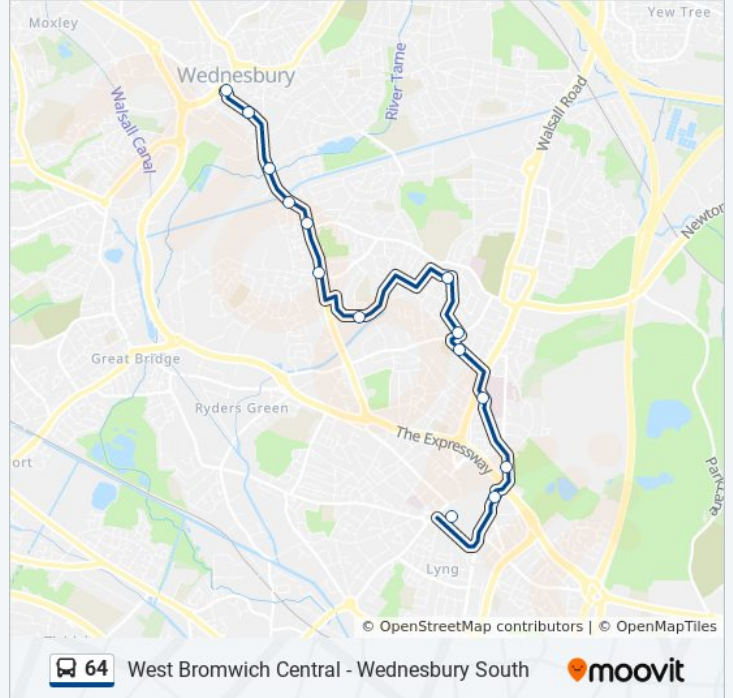 Moxley
Yew Tree
Wednesbury
River Tame
Walsall Canal
Walsall Road
Newton
Great Bridge
Ryders Green
The Expressway
ort
Park Lane
Lyng
© OpenStreetMap contributors | © OpenMapTiles
64 West Bromwich Central - Wednesbury South
moovit